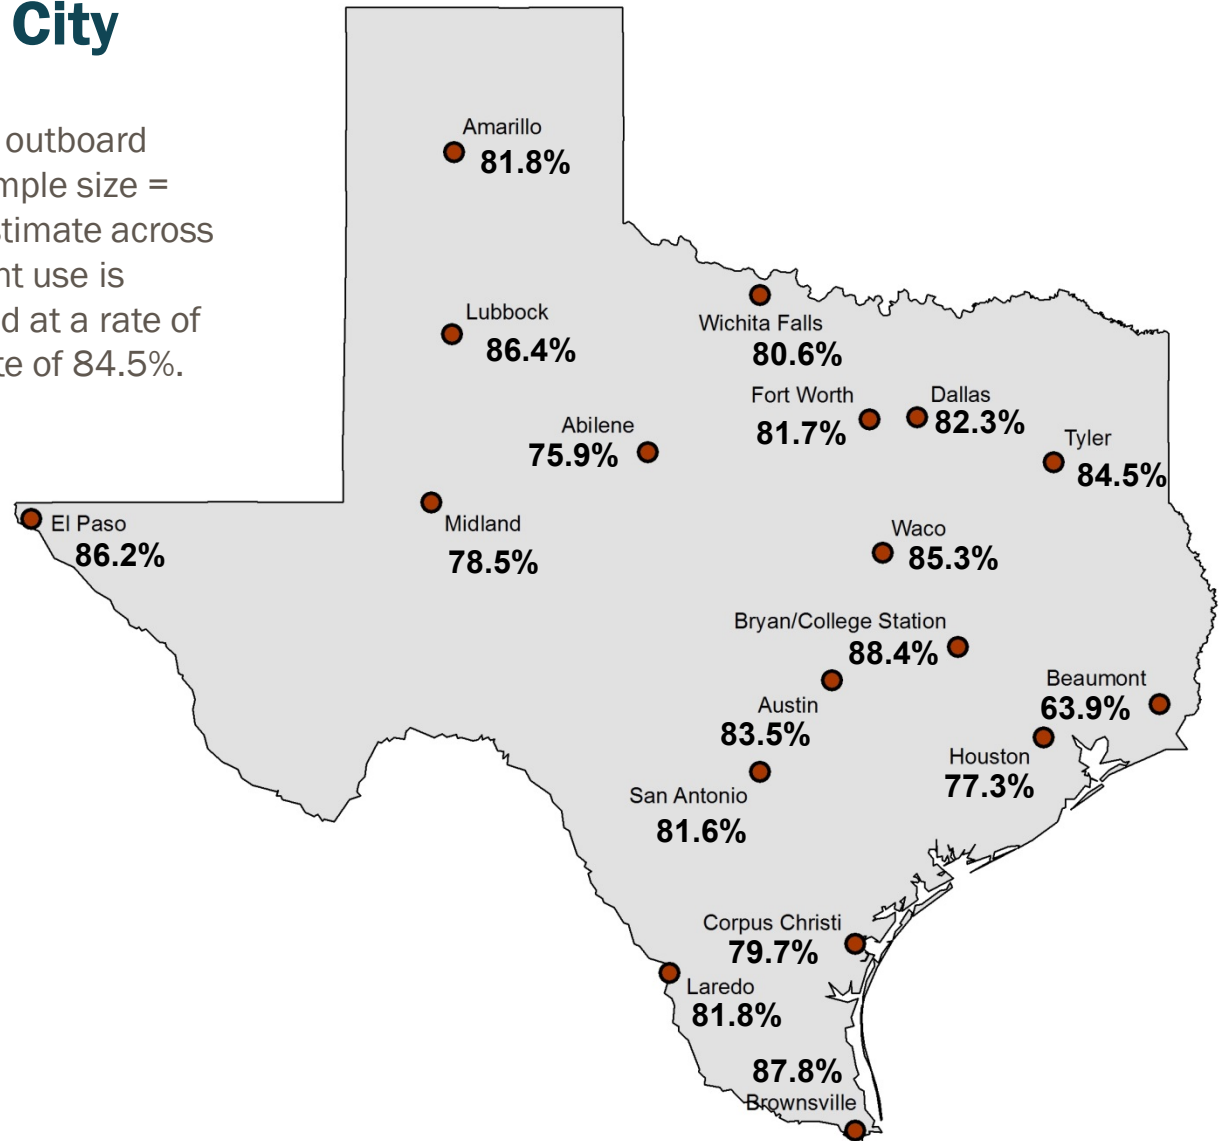 City
outboard
mple size =
stimate across
nt use is
d at a rate of
te of 84.5%.
Amarillo
81.8%
Lubbock
86.4%
Wichita Falls
80.6%
Fort Worth
81.7%
Dallas
82.3%
Abilene
75.9%
Tyler
84.5%
El Paso
86.2%
Midland
78.5%
Waco
85.3%
Bryan/College Station
88.4%
Austin
83.5%
Beaumont
63.9%
Houston
77.3%
San Antonio
81.6%
Corpus Christi
79.7%
Laredo
81.8%
87.8%
Brownsville